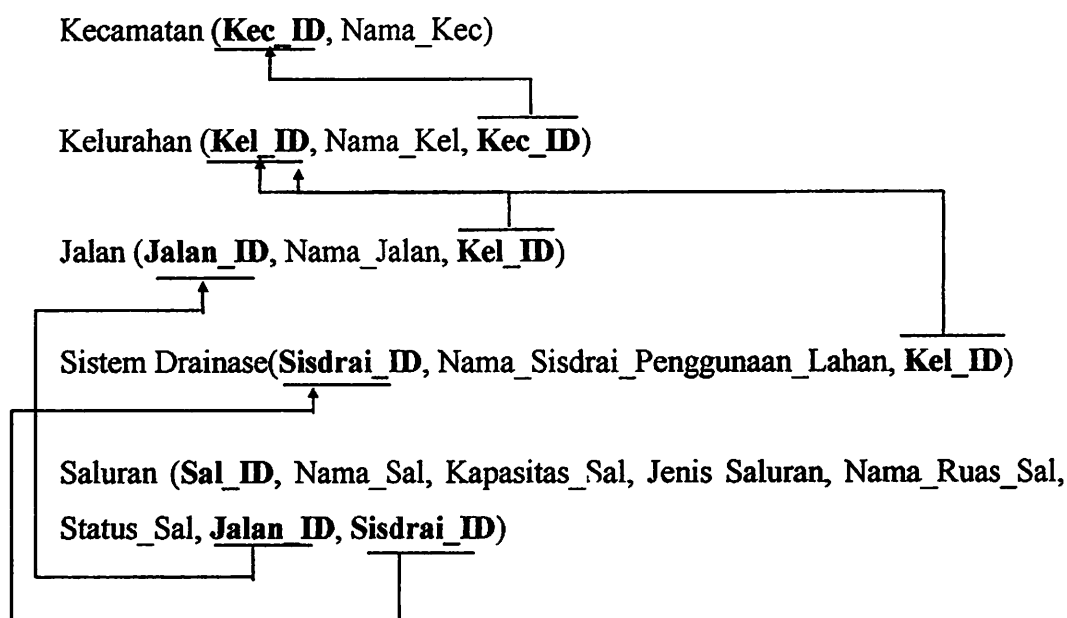 Kecamatan (Kec_ID, Nama_Kec)
Kelurahan (Kel_ID, Nama_Kel, Kec_ID)
Jalan (Jalan_ID, Nama_Jalan, Kel_ID)
Sistem Drainase(Sisdrai_ID, Nama_Sisdrai_Penggunaan_Lahan, Kel_ID)
Saluran (Sal_ID, Nama_Sal, Kapasitas_Sal, Jenis Saluran, Nama_Ruas_Sal,
Status_Sal, Jalan_ID, Sisdrai_ID)